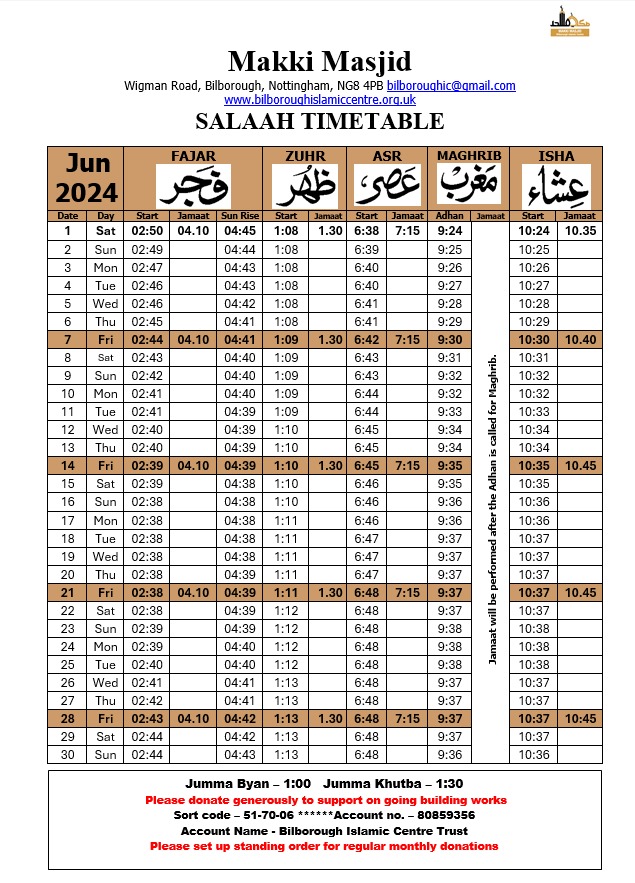 Makki Masjid
Wigman Road, Bilborough, Nottingham, NG8 4PB bilboroughic@gmail.com
www.bilboroughislamiccentre.org.uk
SALAAH TIMETABLE
Jun 2024 FAJAR ZUHR ASR MAGHRIB ISHA
فجر ظهر عصر مغرب عشاء
Date Day Start Jamaat Sun Rise Start Jamaat Start Jamaat Adhan Jamaat Start Jamaat
1 Sat 02:50 04.10 04:45 1:08 1.30 6:38 7:15 9:24 10:24 10.35
2 Sun 02:49 04:44 1:08 6:39 9:25 10:25
3 Mon 02:47 04:43 1:08 6:40 9:26 10:26
4 Tue 02:46 04:43 1:08 6:40 9:27 10:27
5 Wed 02:46 04:42 1:08 6:41 9:28 10:28
6 Thu 02:45 04:41 1:08 6:41 9:29 10:29
7 Fri 02:44 04.10 04:41 1:09 1.30 6:42 7:15 9:30 10:30 10.40
8 Sat 02:43 04:40 1:09 6:43 9:31 10:31
9 Sun 02:42 04:40 1:09 6:43 9:32 10:32
10 Mon 02:41 04:40 1:09 6:44 9:32 10:32
11 Tue 02:41 04:39 1:09 6:44 9:33 10:33
12 Wed 02:40 04:39 1:10 6:45 9:34 10:34
13 Thu 02:40 04:39 1:10 6:45 9:34 10:34
14 Fri 02:39 04.10 04:39 1:10 1.30 6:45 7:15 9:35 10:35 10.45
15 Sat 02:39 04:38 1:10 6:46 9:35 10:35
16 Sun 02:38 04:38 1:10 6:46 9:36 10:36
17 Mon 02:38 04:38 1:11 6:46 9:36 10:36
18 Tue 02:38 04:38 1:11 6:47 9:37 10:37
19 Wed 02:38 04:38 1:11 6:47 9:37 10:37
20 Thu 02:38 04:39 1:11 6:47 9:37 10:37
21 Fri 02:38 04.10 04:39 1:11 1.30 6:48 7:15 9:37 10:37 10.45
22 Sat 02:38 04:39 1:12 6:48 9:37 10:37
23 Sun 02:39 04:39 1:12 6:48 9:38 10:38
24 Mon 02:39 04:40 1:12 6:48 9:38 10:38
25 Tue 02:40 04:40 1:12 6:48 9:38 10:38
26 Wed 02:41 04:41 1:12 6:48 9:37 10:37
27 Thu 02:42 04:41 1:13 6:48 9:37 10:37
28 Fri 02:43 04.10 04:42 1:13 1.30 6:48 7:15 9:37 10:37 10:45
29 Sat 02:44 04:42 1:13 6:48 9:37 10:37
30 Sun 02:44 04:43 1:13 6:48 9:36 10:36
Jamaat will be performed after the Adhan is called for Maghrib.
Jumma Byan – 1:00 Jumma Khutba – 1:30
Please donate generously to support on going building works
Sort code – 51-70-06 ******Account no. – 80859356
Account Name - Bilborough Islamic Centre Trust
Please set up standing order for regular monthly donations